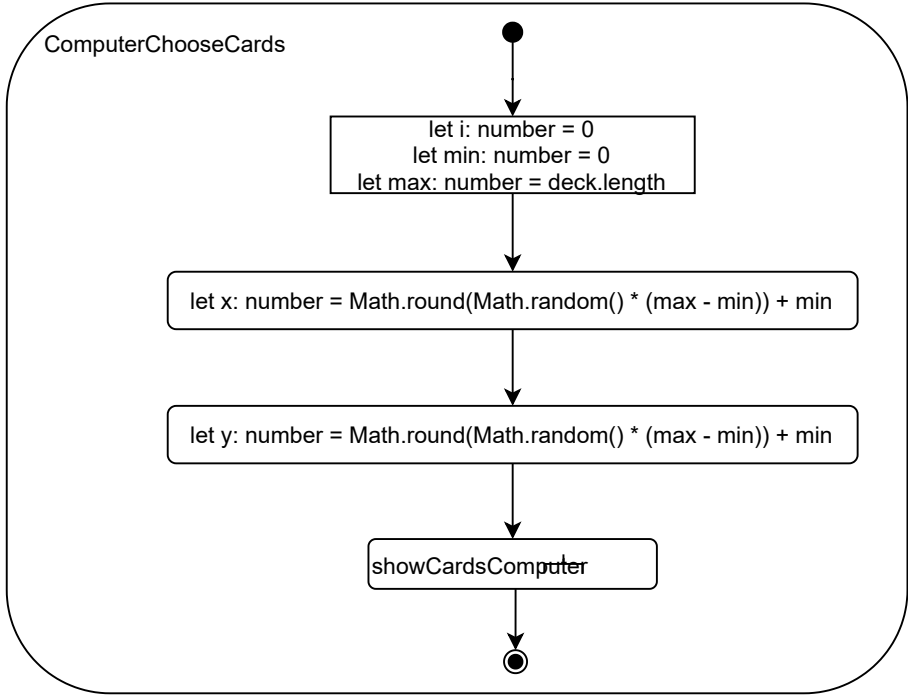 ComputerChooseCards
let i: number = 0
let min: number = 0
let max: number = deck.length
let x: number = Math.round(Math.random() * (max - min)) + min
let y: number = Math.round(Math.random() * (max - min)) + min
showCardsComputer